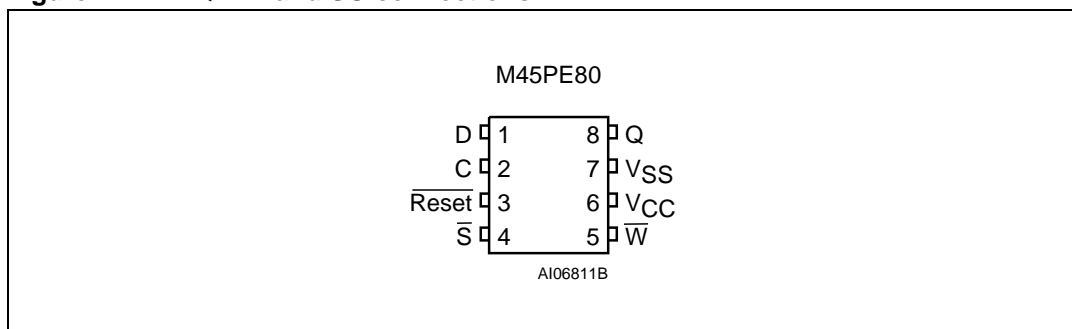 M45PE80
D 1 8 Q
C 2 7 VSS
Reset 3 6 VCC
S 4 5 W
AI06811B